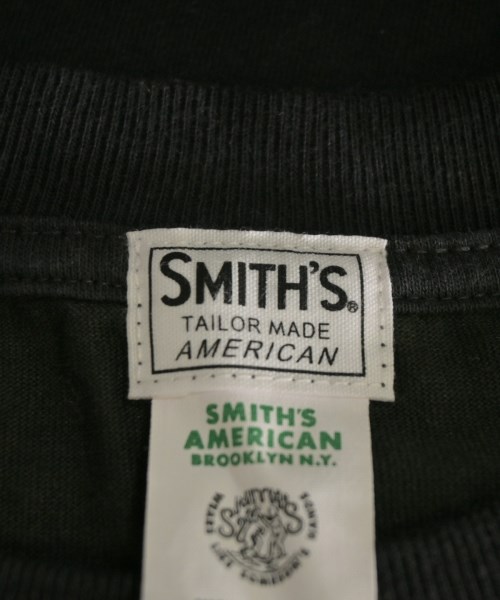 SMITH'S®
TAILOR MADE
AMERICAN
SMITH'S
AMERICAN
BROOKLYN N.Y.